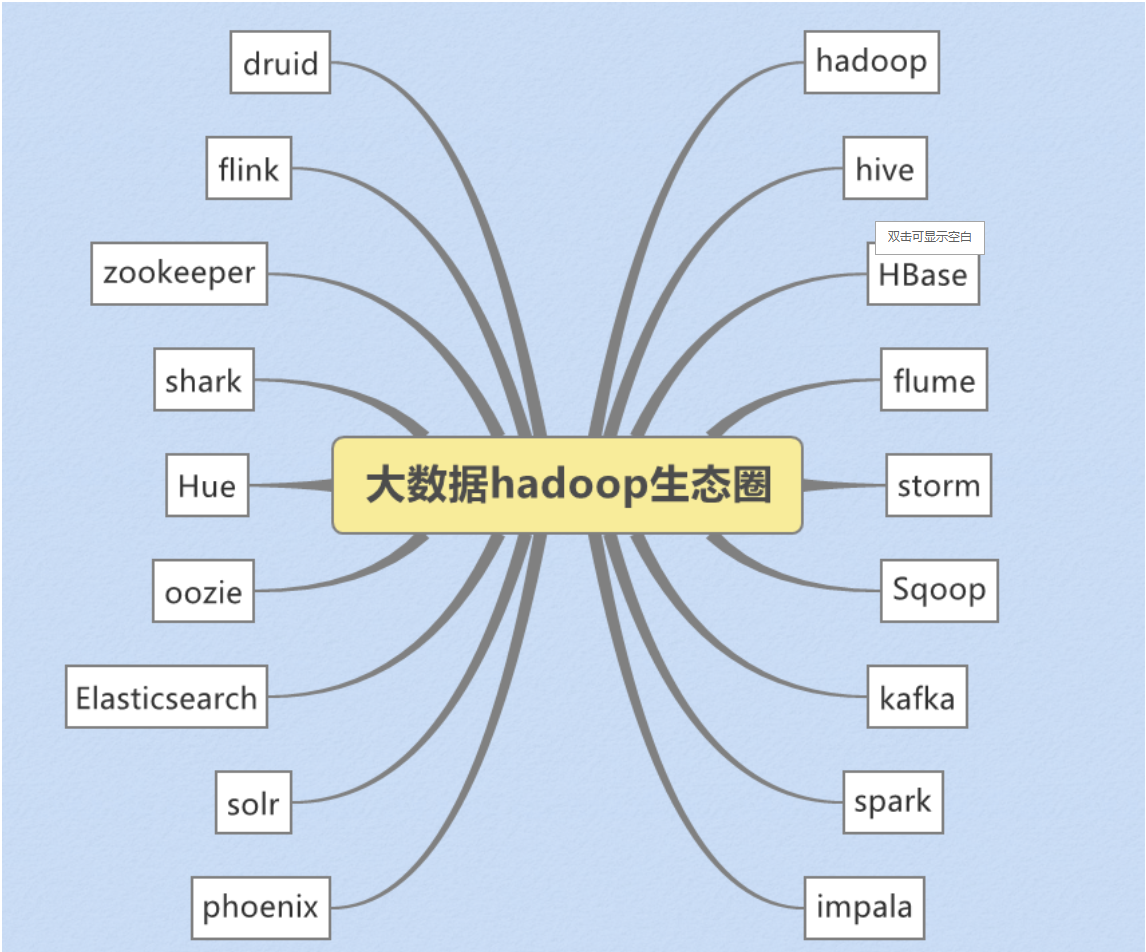 druid
hadoop
flink
hive
双击可显示空白
zookeeper
HBase
shark
flume
大数据hadoop生态圈
Hue
storm
oozie
Sqoop
Elasticsearch
kafka
solr
spark
phoenix
impala